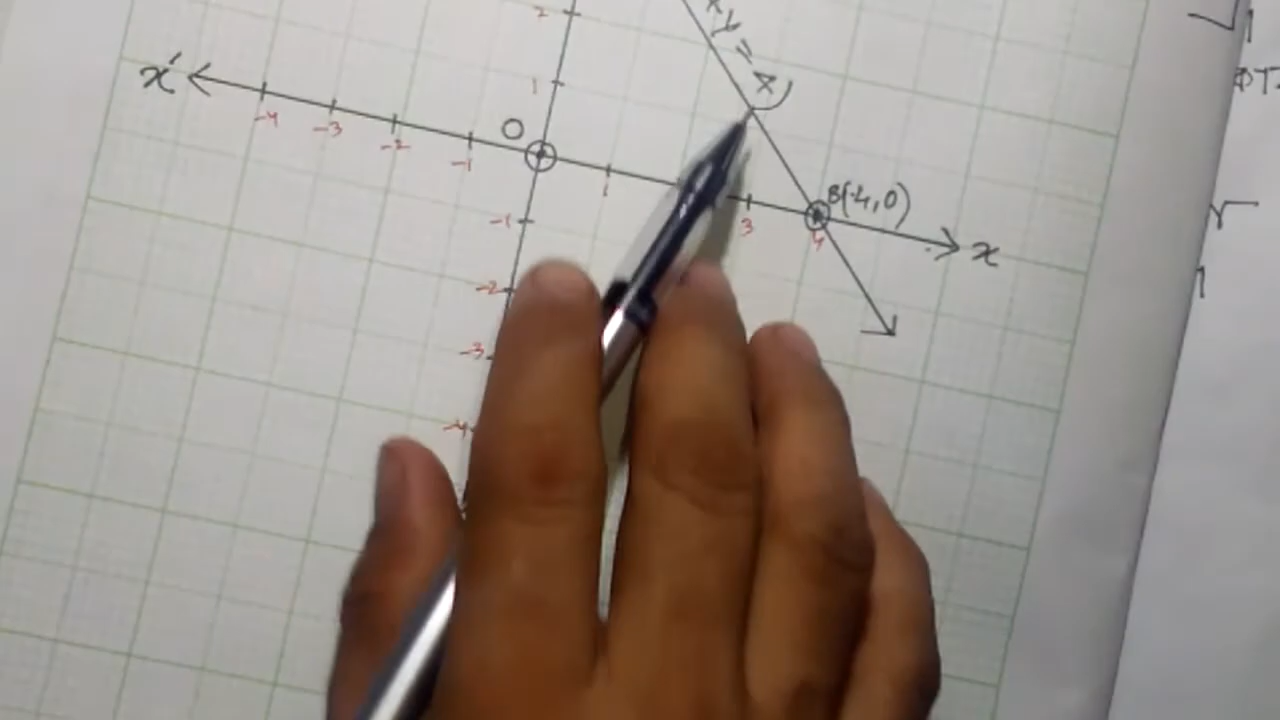 2
y = 4
1
x'
-4 -3 -2 -1 O 1 3 4
B(4,0)
x
-1
-2
-3
-4